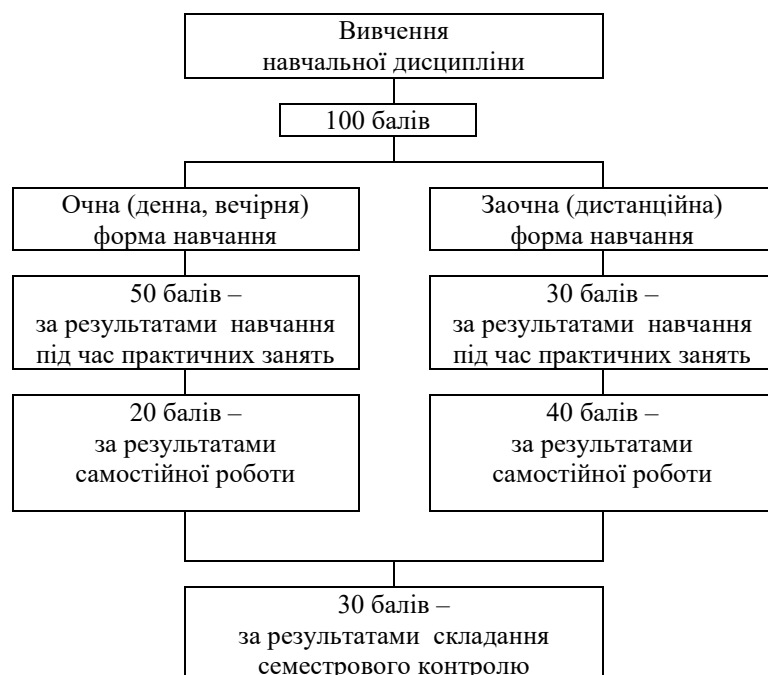 Вивчення
навчальної дисципліни
100 балів
Очна (денна, вечірня)
форма навчання
Заочна (дистанційна)
форма навчання
50 балів –
за результатами навчання
під час практичних занять
30 балів –
за результатами навчання
під час практичних занять
20 балів –
за результатами
самостійної роботи
40 балів –
за результатами
самостійної роботи
30 балів –
за результатами складання
семестрового контролю